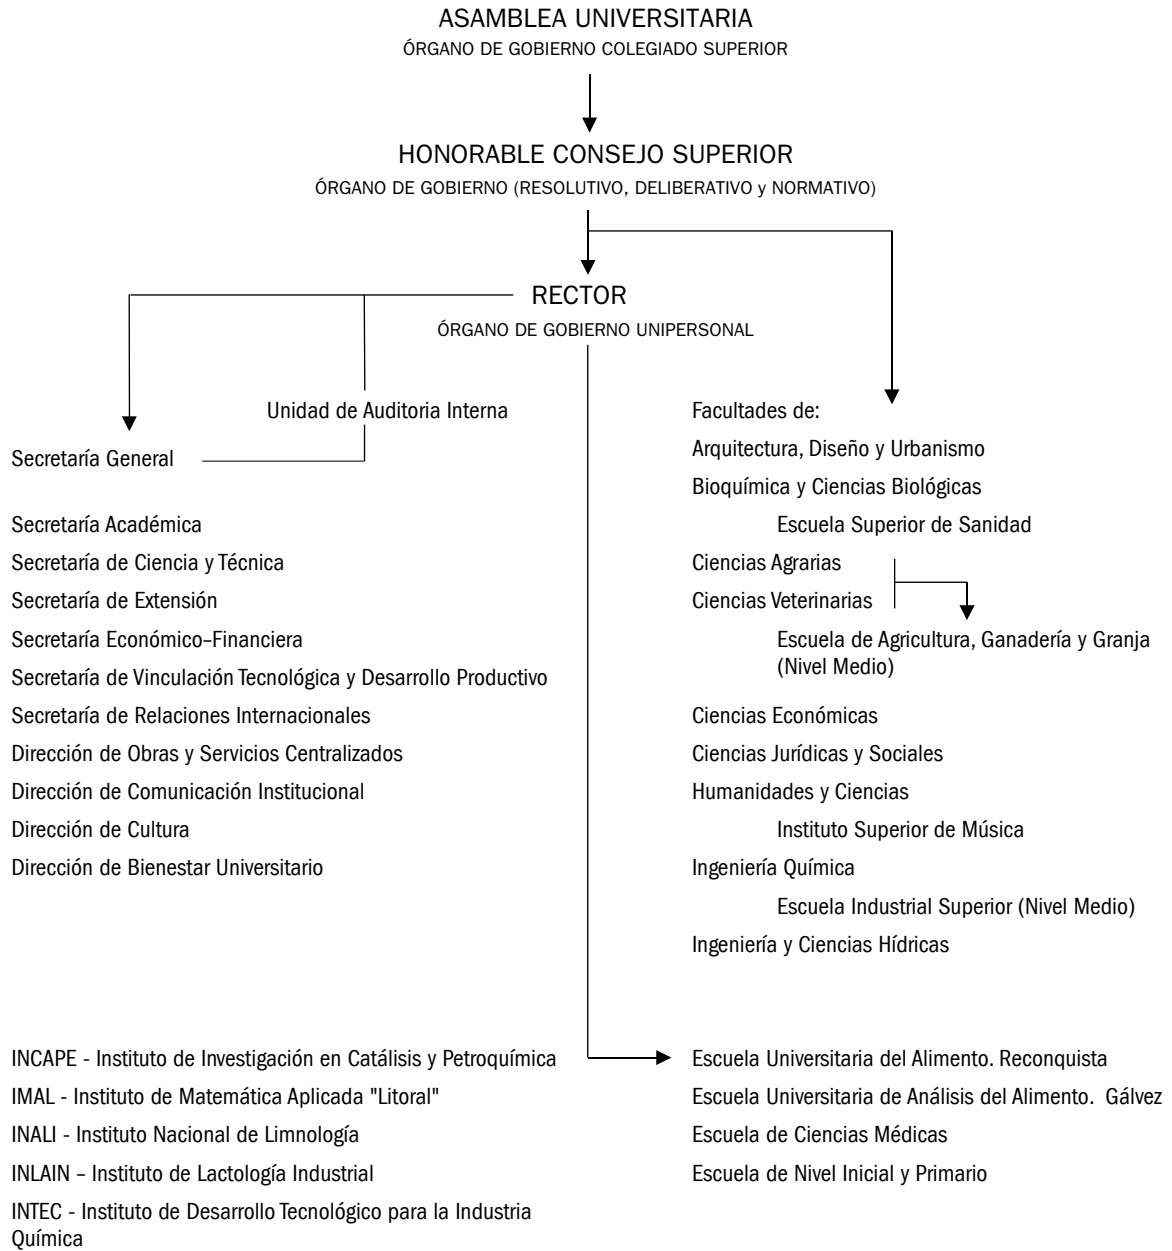 ASAMBLEA UNIVERSITARIA
ÓRGANO DE GOBIERNO COLEGIADO SUPERIOR
HONORABLE CONSEJO SUPERIOR
ÓRGANO DE GOBIERNO (RESOLUTIVO, DELIBERATIVO y NORMATIVO)
RECTOR
ÓRGANO DE GOBIERNO UNIPERSONAL
Unidad de Auditoria Interna
Secretaría General
Secretaría Académica
Secretaría de Ciencia y Técnica
Secretaría de Extensión
Secretaría Económico–Financiera
Secretaría de Vinculación Tecnológica y Desarrollo Productivo
Secretaría de Relaciones Internacionales
Dirección de Obras y Servicios Centralizados
Dirección de Comunicación Institucional
Dirección de Cultura
Dirección de Bienestar Universitario
Facultades de:
Arquitectura, Diseño y Urbanismo
Bioquímica y Ciencias Biológicas
Escuela Superior de Sanidad
Ciencias Agrarias
Ciencias Veterinarias
Escuela de Agricultura, Ganadería y Granja
(Nivel Medio)
Ciencias Económicas
Ciencias Jurídicas y Sociales
Humanidades y Ciencias
Instituto Superior de Música
Ingeniería Química
Escuela Industrial Superior (Nivel Medio)
Ingeniería y Ciencias Hídricas
INCAPE - Instituto de Investigación en Catálisis y Petroquímica
IMAL - Instituto de Matemática Aplicada "Litoral"
INALI - Instituto Nacional de Limnología
INLAIN – Instituto de Lactología Industrial
INTEC - Instituto de Desarrollo Tecnológico para la Industria
Química
Escuela Universitaria del Alimento. Reconquista
Escuela Universitaria de Análisis del Alimento. Gálvez
Escuela de Ciencias Médicas
Escuela de Nivel Inicial y Primario